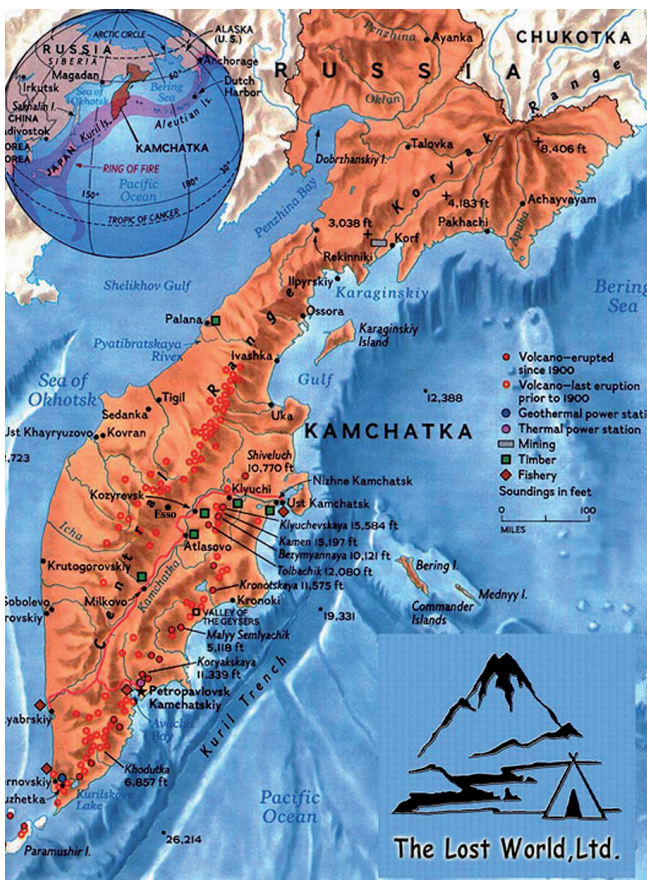 ARCTIC CIRCLE
ALASKA
(U. S.)
RUSSIA
SIBERIA
Magadan
60°
Anchorage
Irkutsk
Sea of
Okhotsk
Bering
Sea
Dutch
Harbor
Sakhalin I.
CHINA
Aleutian Is.
Kuril Is.
KAMCHATKA
JAPAN
RING OF FIRE
Pacific
Ocean
150°
180°
30°
TROPIC OF CANCER
Penzhina
Ayanka
CHUKOTKA
RUSSIA
Oklan
Koryak Range
Dobrzhanskiy I.
Talovka
8,406 ft
Penzhina Bay
4,183 ft
Achayvayam
3,038 ft
Pakhachi
Apuka
Korf
Rekinniki
Shelikhov Gulf
Ilpyrskiy
Karaginskiy
Bering
Sea
Palana
Ossora
Karaginskiy
Island
Pyatibratskaya
River
Ivashka
Gulf
Sea of
Okhotsk
Tigil
Sedanka
Uka
12,388
Ust Khayryuzovo
Kovran
KAMCHATKA
2,723
Shiveluch
10,770 ft
Nizhne Kamchatsk
Klyuchi
Kozyrevsk
Ust Kamchatsk
Esso
Klyuchevskaya 15,584 ft
Icha
Kamen 15,197 ft
Atlasovo
Bezymyannaya 10,121 ft
Tolbachik 12,080 ft
Krutogorovskiy
Kamchatka
Kronotskaya 11,575 ft
Bering I.
Mednyy I.
Sobolevo
Milkovo
Kronoki
Commander
Islands
Central Range
VALLEY OF
THE GEYSERS
19,331
Malyy Semlyachik
5,118 ft
Koryakskaya
11,339 ft
Kuril Trench
Petropavlovsk
Kamchatskiy
Avacha
Bay
Khodutka
6,857 ft
Kurilskoye
Lake
Pacific
Ocean
26,214
Paramushir I.
Volcano—erupted
since 1900
Volcano—last eruption
prior to 1900
Geothermal power stati
Thermal power station
Mining
Timber
Fishery
Soundings in feet
0 100
MILES
The Lost World,Ltd.